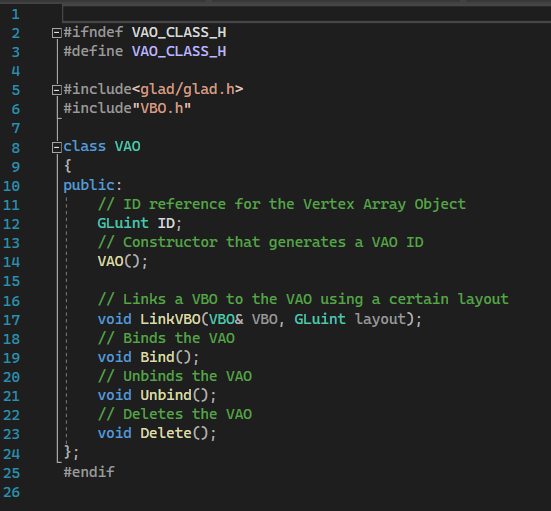 1
2 #ifndef VAO_CLASS_H
3 #define VAO_CLASS_H
4
5 #include<glad/glad.h>
6 #include"VBO.h"
7
8 class VAO
9 {
10 public:
11 // ID reference for the Vertex Array Object
12 GLuint ID;
13 // Constructor that generates a VAO ID
14 VAO();
15
16 // Links a VBO to the VAO using a certain layout
17 void LinkVBO(VBO& VBO, GLuint layout);
18 // Binds the VAO
19 void Bind();
20 // Unbinds the VAO
21 void Unbind();
22 // Deletes the VAO
23 void Delete();
24 };
25 #endif
26